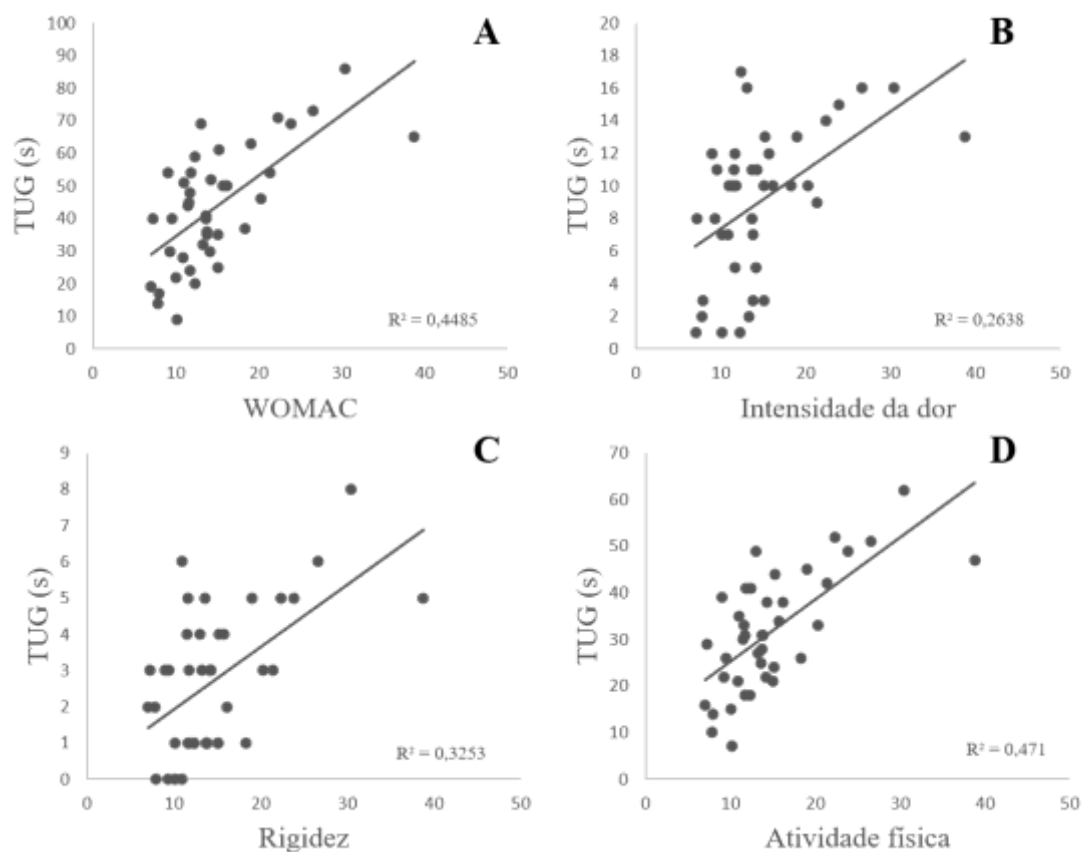 A
TUG (s)
100
90
80
70
60
50
40
30
20
10
0
0 10 20 30 40 50
R² = 0,4485
WOMAC
B
TUG (s)
20
18
16
14
12
10
8
6
4
2
0
0 10 20 30 40 50
R² = 0,2638
Intensidade da dor
C
TUG (s)
9
8
7
6
5
4
3
2
1
0
0 10 20 30 40 50
R² = 0,3253
Rigidez
D
TUG (s)
70
60
50
40
30
20
10
0
0 10 20 30 40 50
R² = 0,471
Atividade física